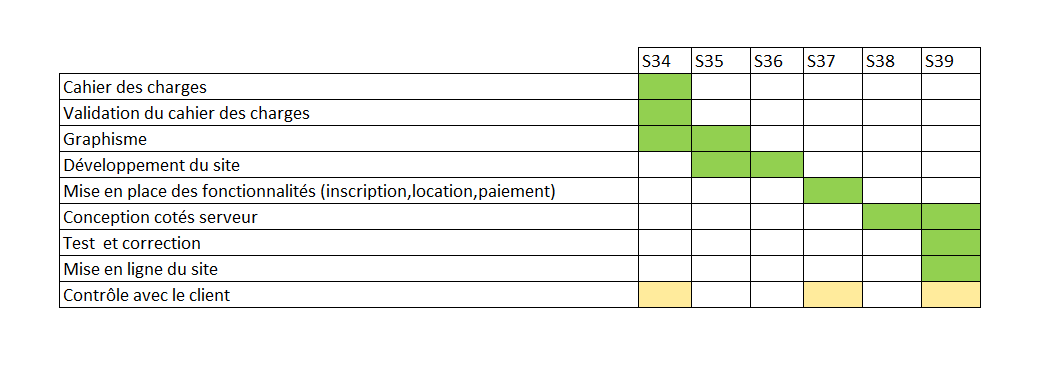 S34 S35 S36 S37 S38 S39
Cahier des charges
Validation du cahier des charges
Graphisme
Développement du site
Mise en place des fonctionnalités (inscription,location,paiement)
Conception cotés serveur
Test  et correction
Mise en ligne du site
Contrôle avec le client